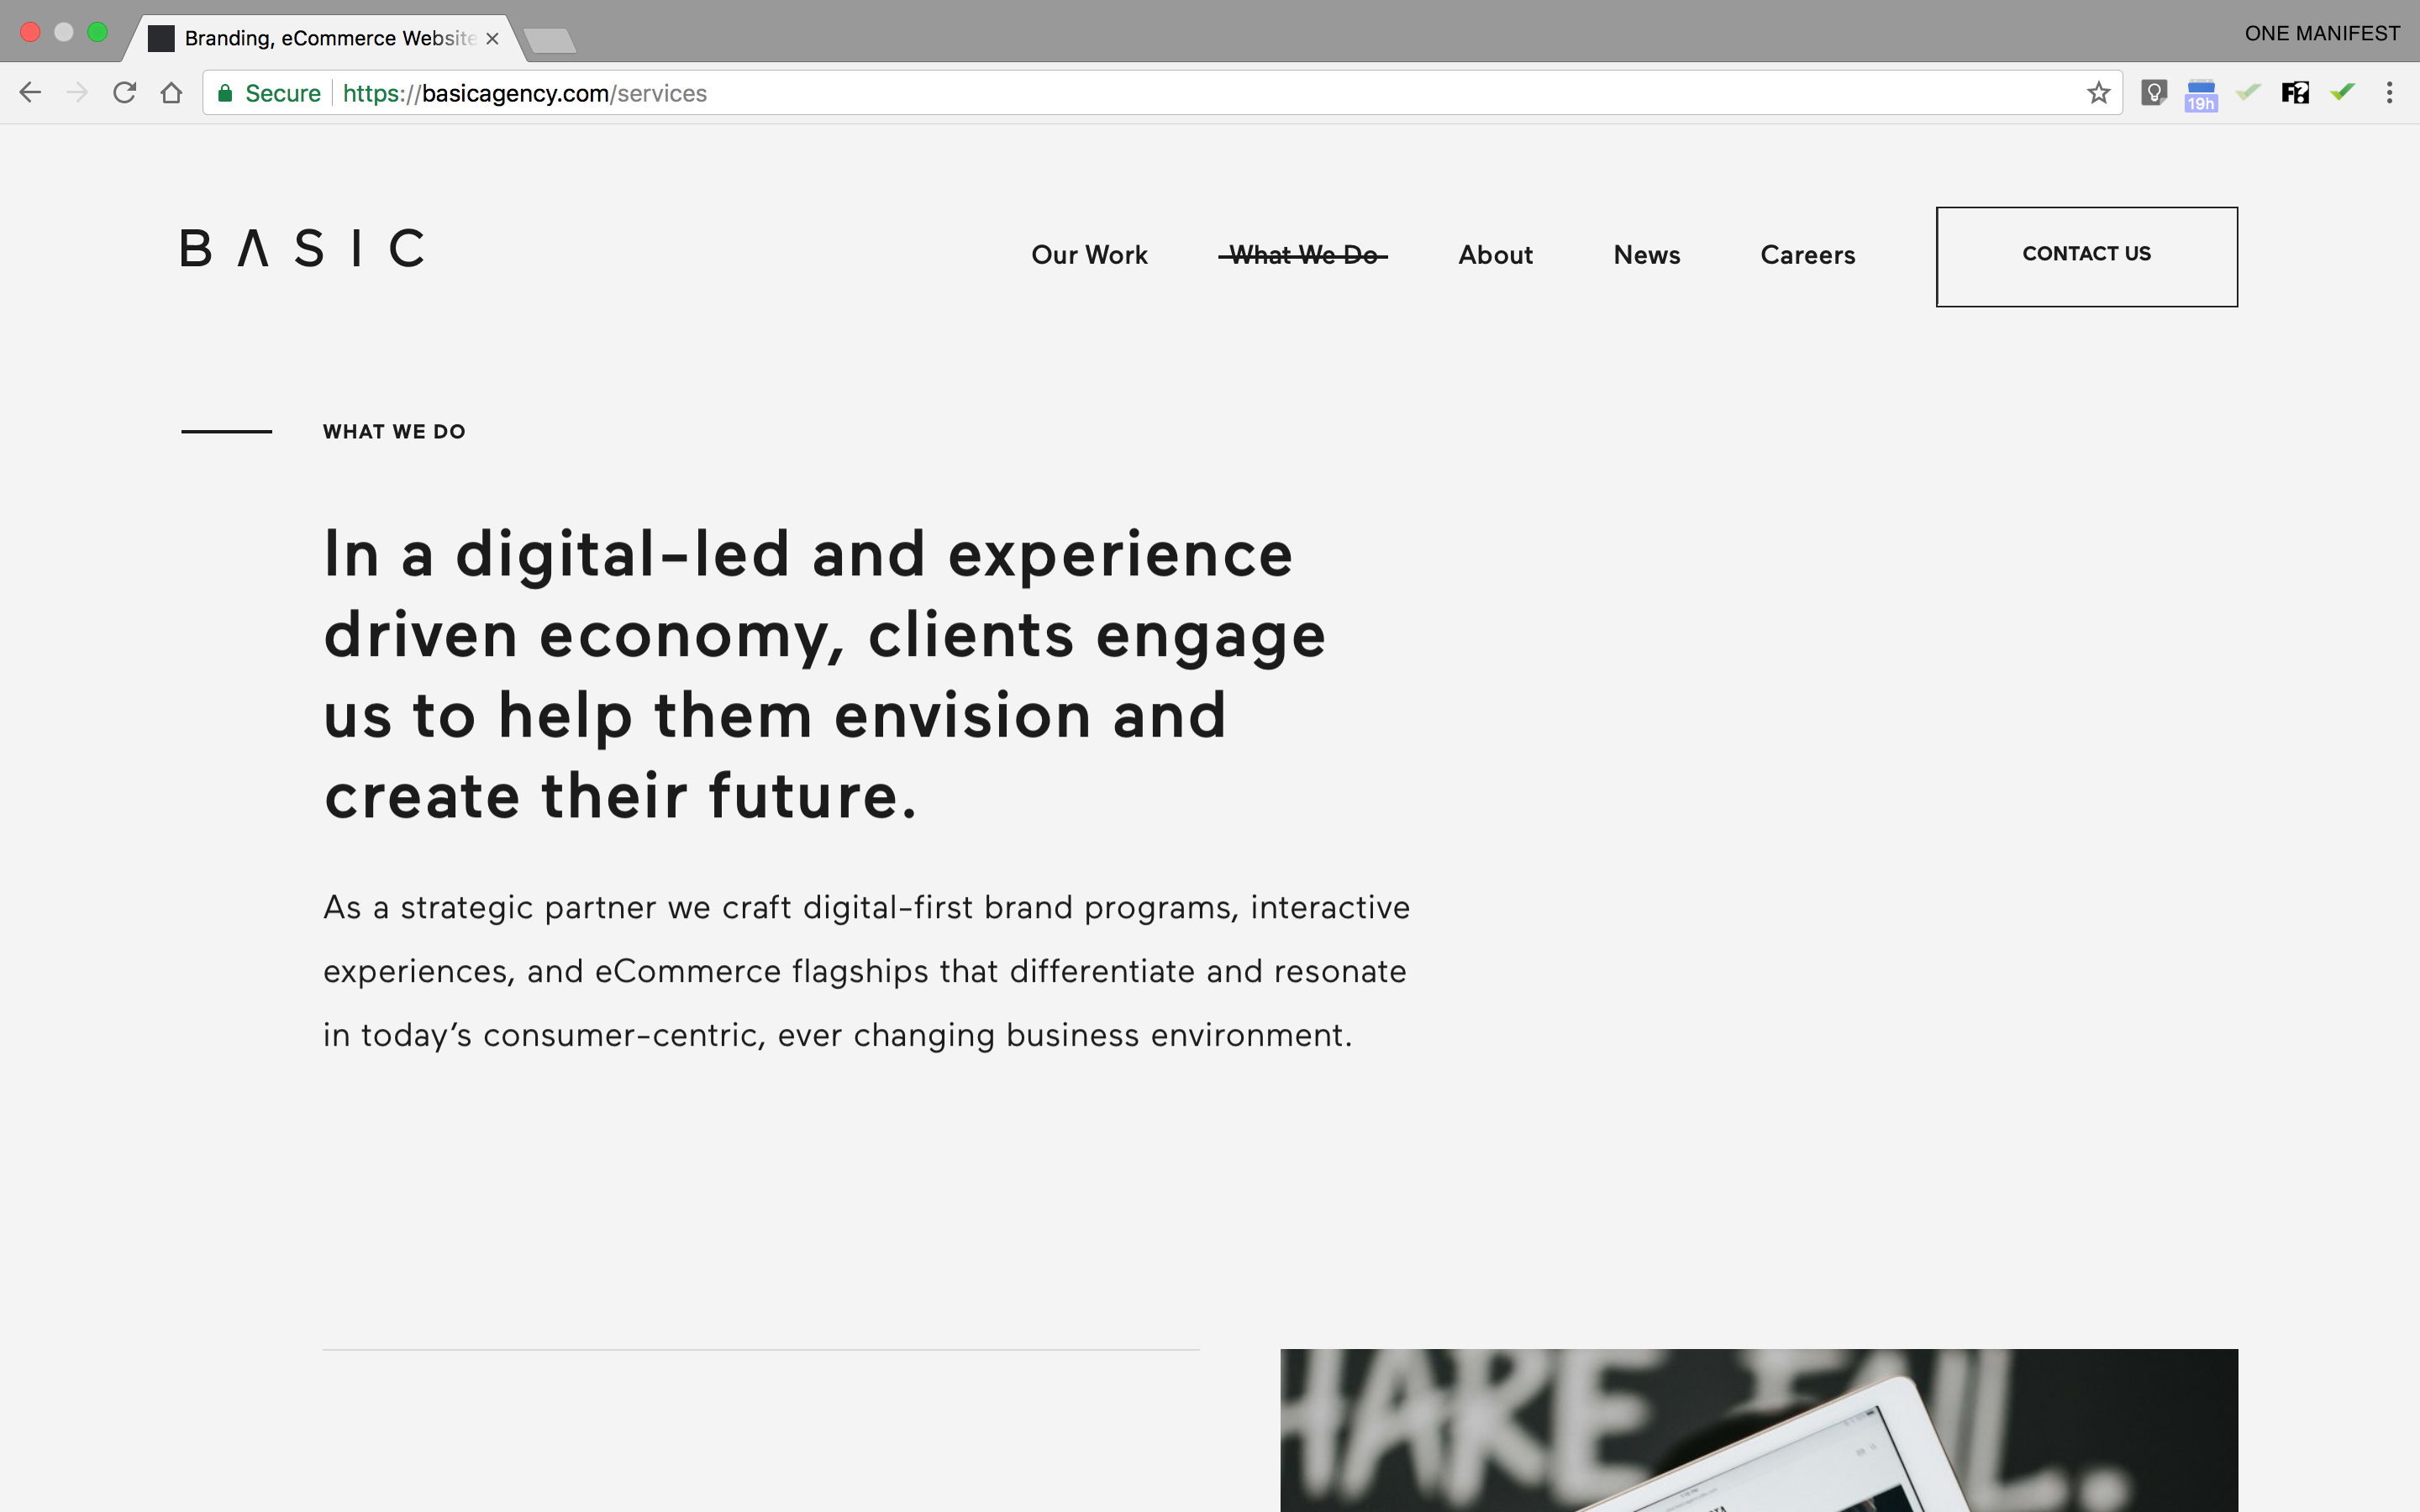 Branding, eCommerce Website
ONE MANIFEST
Secure
https://basicagency.com/services
19h
F?
BASIC
Our Work
What We Do
About
News
Careers
CONTACT US
WHAT WE DO
In a digital-led and experience
driven economy, clients engage
us to help them envision and
create their future.
As a strategic partner we craft digital-first brand programs, interactive
experiences, and eCommerce flagships that differentiate and resonate
in today’s consumer-centric, ever changing business environment.
HARE FAIL.